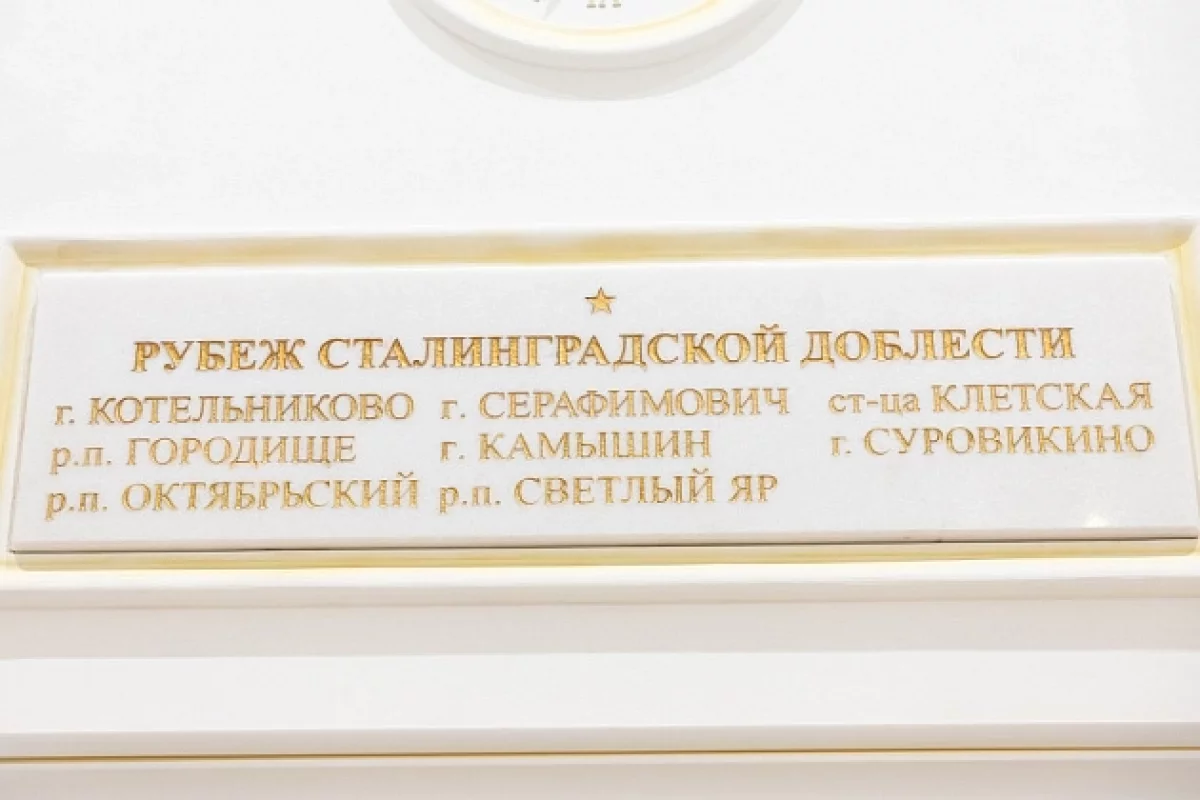 РУБЕЖ СТАЛИНГРАДСКОЙ ДОБЛЕСТИ
г. КОТЕЛЬНИКОВО г. СЕРАФИМОВИЧ ст-ца КЛЕТСКАЯ
р.п. ГОРОДИЩЕ г. КАМЫШИН г. СУРОВИКИНО
р.п. ОКТЯБРЬСКИЙ р.п. СВЕТЛЫЙ ЯР